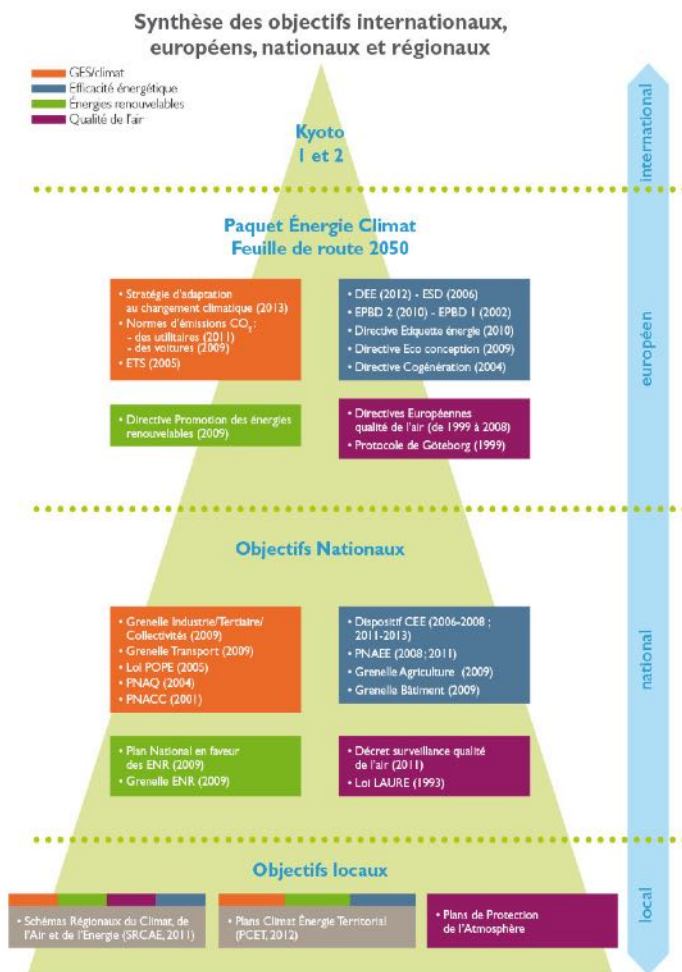 Synthèse des objectifs internationaux,
européens, nationaux et régionaux
GES/climat
Efficacité énergétique
Énergies renouvelables
Qualité de l'air
international
Kyoto
1 et 2
européen
Paquet Énergie Climat
Feuille de route 2050
• Stratégie d'adaptation
au changement climatique (2013)
• Normes d'émissions CO₂ :
- des utilitaires (2011)
- des voitures (2009)
• ETS (2005)
• DEE (2012) - ESD (2006)
• EPBD 2 (2010) - EPBD 1 (2002)
• Directive Etiquette énergie (2010)
• Directive Eco conception (2009)
• Directive Cogénération (2004)
• Directive Promotion des énergies
renouvelables (2009)
• Directives Européennes
qualité de l'air (de 1999 à 2008)
• Protocole de Göteborg (1999)
national
Objectifs Nationaux
• Grenelle Industrie/Tertiaire/
Collectivités (2009)
• Grenelle Transport (2009)
• Loi POPE (2005)
• PNAQ (2004)
• PNACC (2001)
• Dispositif CEE (2006-2008 ;
2011-2013)
• PNAEE (2008 ; 2011)
• Grenelle Agriculture (2009)
• Grenelle Bâtiment (2009)
• Plan National en faveur
des ENR (2009)
• Grenelle ENR (2009)
• Décret surveillance qualité
de l'air (2011)
• Loi LAURE (1993)
local
Objectifs locaux
• Schémas Régionaux du Climat, de
l'Air et de l'Energie (SRCAE, 2011)
• Plans Climat Énergie Territorial
(PCET, 2012)
• Plans de Protection
de l'Atmosphère